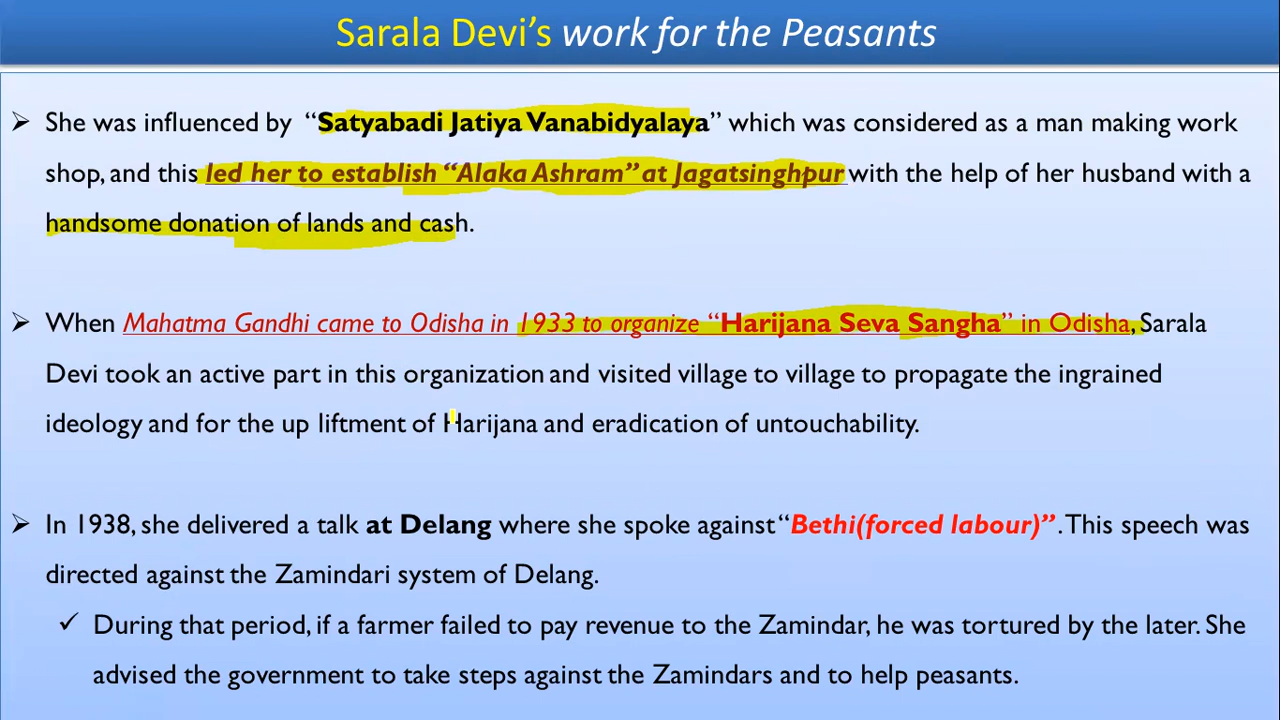 Sarala Devi's work for the Peasants
➢ She was influenced by "Satyabadi Jatiya Vanabidyalaya" which was considered as a man making work
shop, and this led her to establish "Alaka Ashram" at Jagatsinghpur with the help of her husband with a
handsome donation of lands and cash.
➢ When Mahatma Gandhi came to Odisha in 1933 to organize "Harijana Seva Sangha" in Odisha, Sarala
Devi took an active part in this organization and visited village to village to propagate the ingrained
ideology and for the up liftment of Harijana and eradication of untouchability.
➢ In 1938, she delivered a talk at Delang where she spoke against "Bethi(forced labour)". This speech was
directed against the Zamindari system of Delang.
✓ During that period, if a farmer failed to pay revenue to the Zamindar, he was tortured by the later. She
advised the government to take steps against the Zamindars and to help peasants.